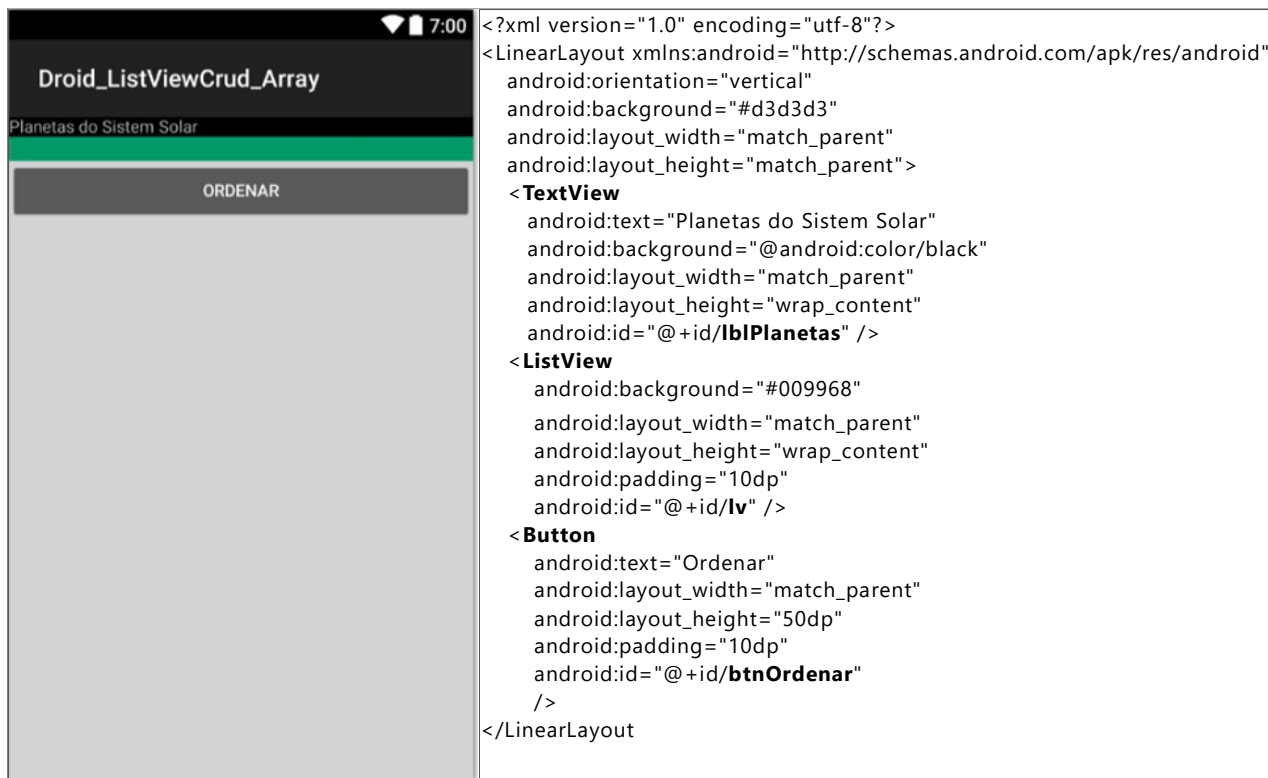 7:00
Droid_ListViewCrud_Array
Planetas do Sistem Solar
ORDENAR
<?xml version="1.0" encoding="utf-8"?>
<LinearLayout xmlns:android="http://schemas.android.com/apk/res/android"
android:orientation="vertical"
android:background="#d3d3d3"
android:layout_width="match_parent"
android:layout_height="match_parent">
<TextView
android:text="Planetas do Sistem Solar"
android:background="@android:color/black"
android:layout_width="match_parent"
android:layout_height="wrap_content"
android:id="@+id/lblPlanetas" />
<ListView
android:background="#009968"
android:layout_width="match_parent"
android:layout_height="wrap_content"
android:padding="10dp"
android:id="@+id/lv" />
<Button
android:text="Ordenar"
android:layout_width="match_parent"
android:layout_height="50dp"
android:padding="10dp"
android:id="@+id/btnOrdenar"
/>
</LinearLayout